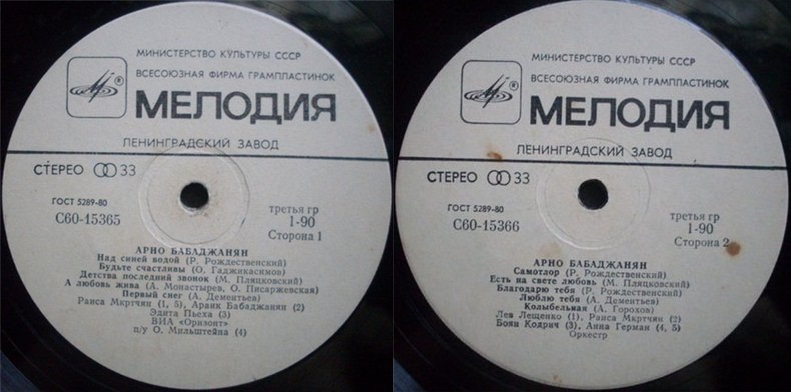 МИНИСТЕРСТВО КУЛЬТУРЫ СССР
ВСЕСОЮЗНАЯ ФИРМА ГРАМПЛАСТИНОК
®
МЕЛОДИЯ
ЛЕНИНГРАДСКИЙ ЗАВОД
СТЕРЕО 33
ГОСТ 5289-80
третья гр
С60-15365
1-90
Сторона 1
АРНО БАБАДЖАНЯН
Над синей водой (Р. Рождественский)
Будьте счастливы (О. Гаджикасимов)
Детства последний звонок (М. Пляцковский)
А любовь жива (А. Монастырев, О. Писаржевская)
Первый снег (А. Дементьев)
Раиса Мкртчян (1, 5), Араик Бабаджанян (2)
Эдита Пьеха (3)
ВИА «Оризонт»
п/у О. Мильштейна (4)
МИНИСТЕРСТВО КУЛЬТУРЫ СССР
ВСЕСОЮЗНАЯ ФИРМА ГРАМПЛАСТИНОК
®
МЕЛОДИЯ
ЛЕНИНГРАДСКИЙ ЗАВОД
СТЕРЕО 33
ГОСТ 5289-80
третья гр
С60-15366
1-90
Сторона 2
АРНО БАБАДЖАНЯН
Самотлор (Р. Рождественский)
Есть на свете любовь (М. Пляцковский)
Благодарю тебя (Р. Рождественский)
Люблю тебя (А. Дементьев)
Колыбельная (А. Горохов)
Лев Лещенко (1), Раиса Мкртчян (2)
Боян Кодрич (3), Анна Герман (4, 5)
Оркестр